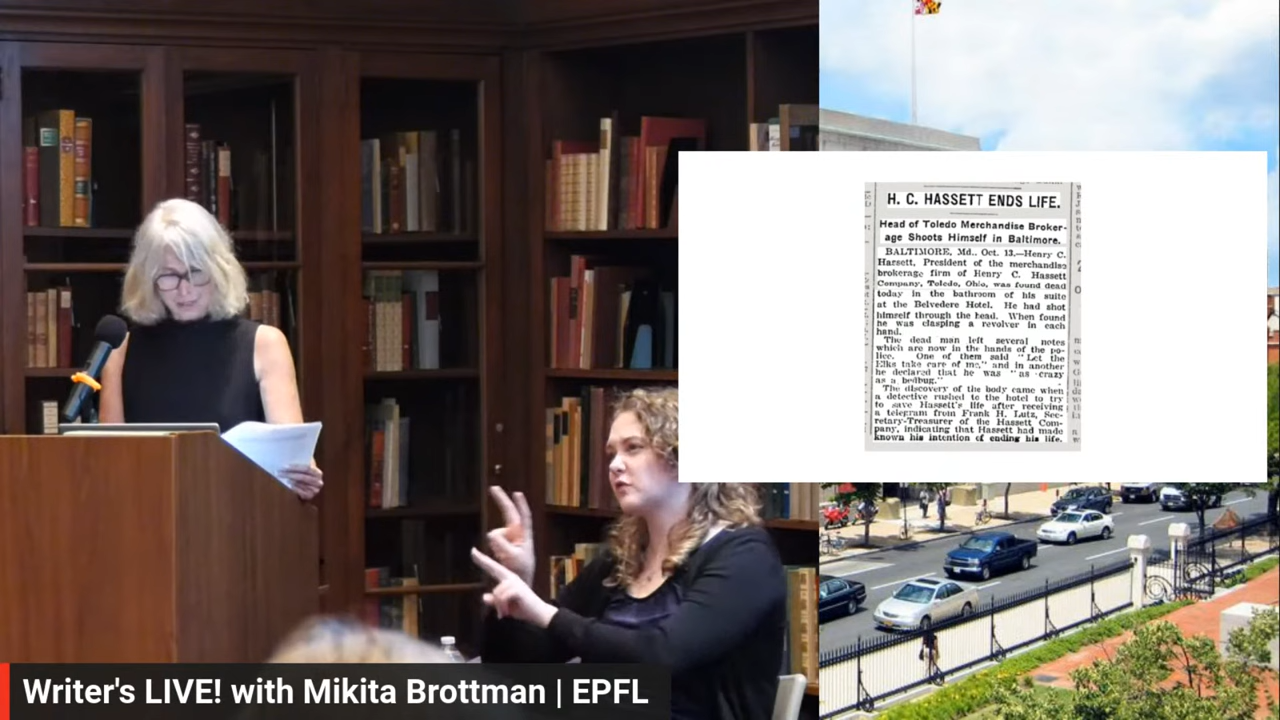 H. C. HASSETT ENDS LIFE.
Head of Toledo Merchandise Broker-
age Shoots Himself in Baltimore.
BALTIMORE, Md., Oct. 13.—Henry C.
Hassett, President of the merchandise
brokerage firm of Henry C. Hassett
Company, Toledo, Ohio, was found dead
today in the bathroom of his suite
at the Belvedere Hotel. He had shot
himself through the head. When found
he was clasping a revolver in each
hand.
The dead man left several notes
which are now in the hands of the po-
lice. One of them said "Let the
Elks take care of me," and in another
he declared that he was "as crazy
as a bedbug."
The discovery of the body came when
a detective rushed to the hotel to try
to save Hassett's life after receiving
a telegram from Frank H. Lutz, Sec-
retary-Treasurer of the Hassett Com-
pany, indicating that Hassett had made
known his intention of ending his life.
Writer's LIVE! with Mikita Brottman | EPFL